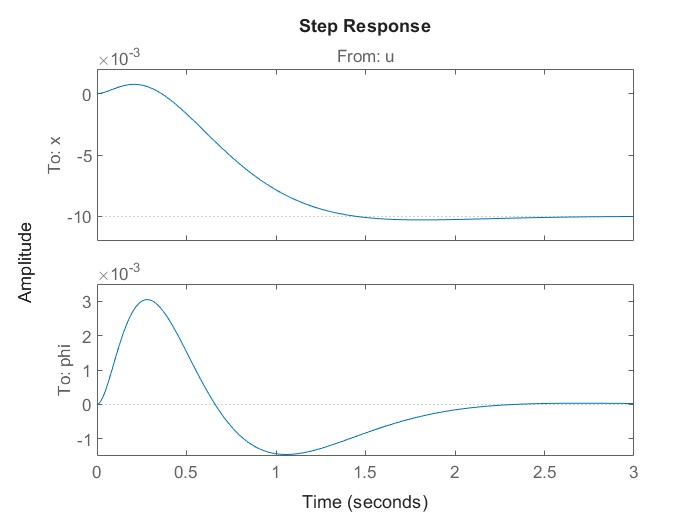 Step Response
From: u
×10^-3
0
-5
-10
To: x
Amplitude
×10^-3
3
2
1
0
-1
To: phi
0 0.5 1 1.5 2 2.5 3
Time (seconds)